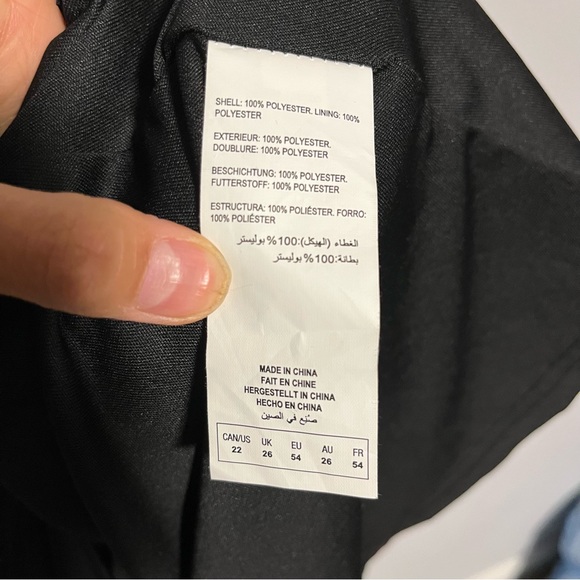 SHELL: 100% POLYESTER. LINING: 100%
POLYESTER
EXTERIEUR: 100% POLYESTER.
DOUBLURE: 100% POLYESTER
BESCHICHTUNG: 100% POLYESTER.
FUTTERSTOFF: 100% POLYESTER
ESTRUCTURA: 100% POLIÉSTER. FORRO:
100% POLIÉSTER
الغطاء (الهيكل):100% بوليستر
بطانة:100% بوليستر
MADE IN CHINA
FAIT EN CHINE
HERGESTELLT IN CHINA
HECHO EN CHINA
صُنِع في الصين
CAN/US UK EU AU FR
22 26 54 26 54